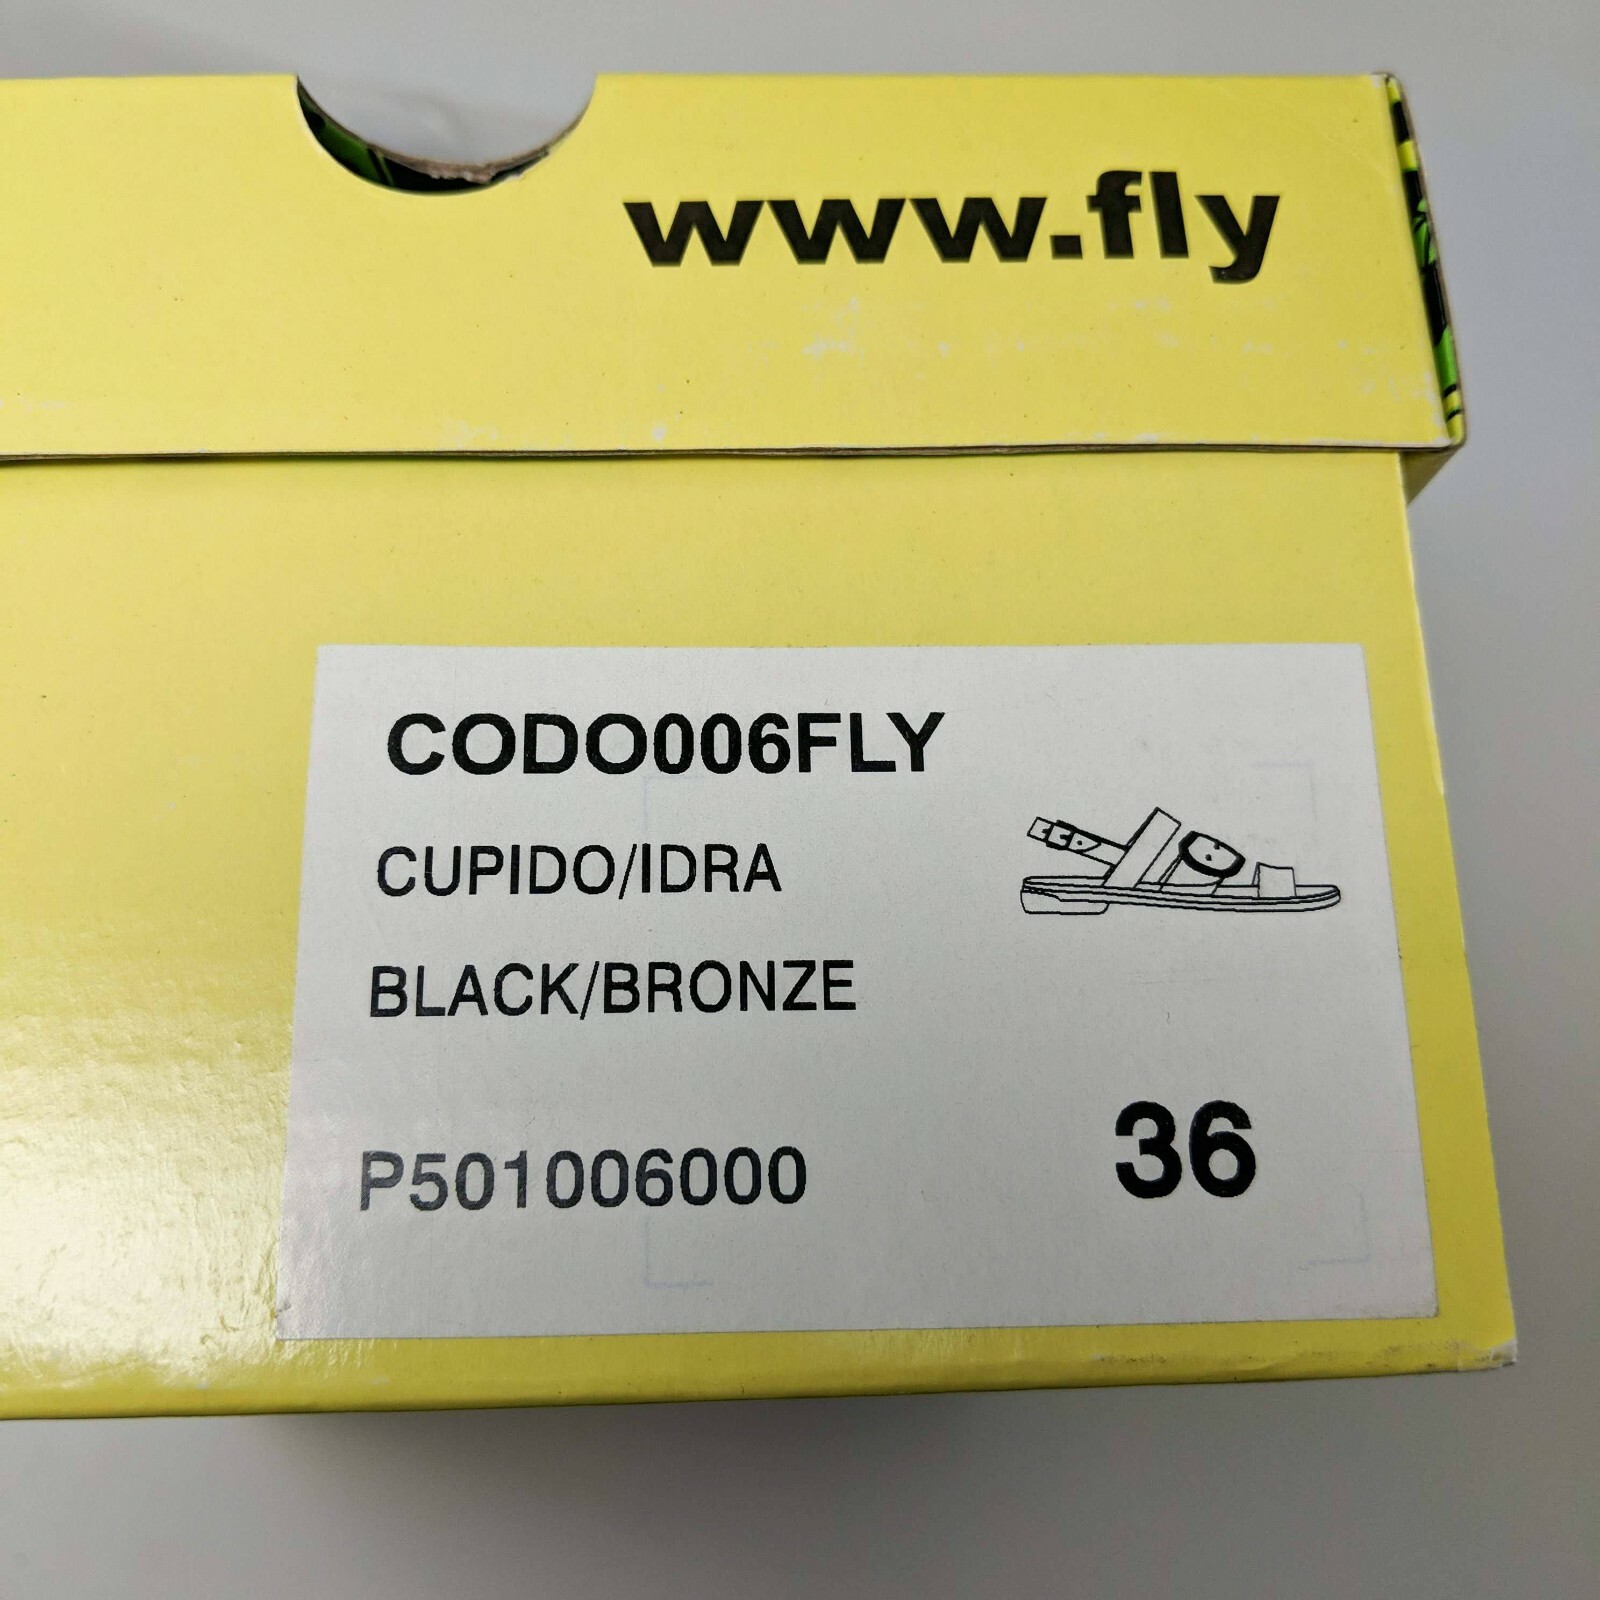 www.fly
CODO006FLY
CUPIDO/IDRA
BLACK/BRONZE
P501006000
36